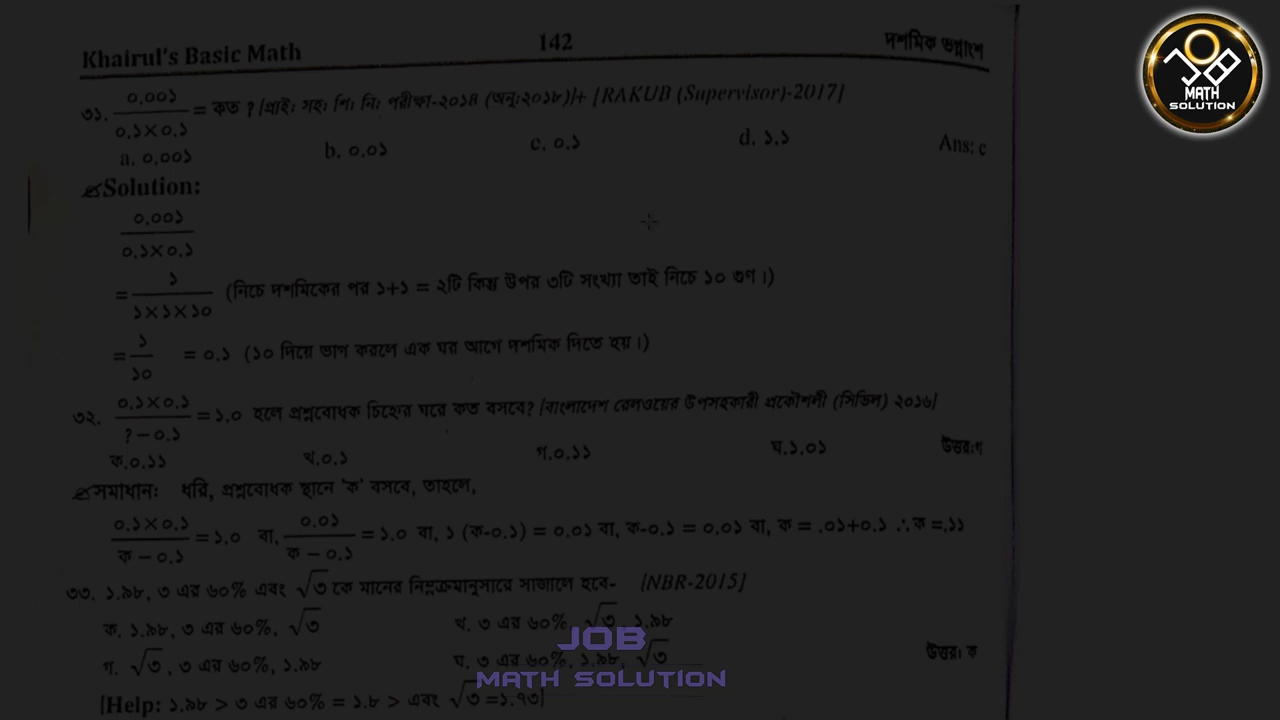 Khairul's Basic Math 142 দশমিক ভগ্নাংশ
JOB MATH SOLUTION
৩১. ০.০০১ / ০.১×০.১ = কত ? [প্রাই: সহ: শি: নি: পরীক্ষা-২০১৪ (অনু:২০১৮)]+ [RAKUB (Supervisor)-2017]
a. ০.০০১ b. ০.০১ c. ০.১ d. ১.১ Ans: c
Solution:
০.০০১ / ০.১×০.১
= ১ / ১×১×১০ (নিচে দশমিকের পর ১+১ = ২টি কিন্তু উপর ৩টি সংখ্যা তাই নিচে ১০ গুণ।)
= ১ / ১০ = ০.১ (১০ দিয়ে ভাগ করলে এক ঘর আগে দশমিক দিতে হয়।)
৩২. ০.১×০.১ / ? – ০.১ = ১.০ হলে প্রশ্নবোধক চিহ্নের ঘরে কত বসবে? [বাংলাদেশ রেলওয়ের উপসহকারী প্রকৌশলী (সিভিল) ২০১৬]
ক.০.১১ খ.০.১ গ.০.১১ ঘ.১.০১ উত্তর:গ
সমাধান: ধরি, প্রশ্নবোধক স্থানে 'ক' বসবে, তাহলে,
০.১×০.১ / ক – ০.১ = ১.০ বা, ০.০১ / ক – ০.১ = ১.০ বা, ১ (ক-০.১) = ০.০১ বা, ক-০.১ = ০.০১ বা, ক = .০১+০.১ ∴ক =.১১
৩৩. ১.৯৮, ৩ এর ৬০% এবং √৩ কে মানের নিম্নক্রমানুসারে সাজালে হবে- [NBR-2015]
ক. ১.৯৮, ৩ এর ৬০%, √৩ খ. ৩ এর ৬০%, √৩, ১.৯৮
গ. √৩, ৩ এর ৬০%, ১.৯৮ ঘ. ৩ এর ৬০%, ১.৯৮, √৩ উত্তর: ক
JOB
MATH SOLUTION
[Help: ১.৯৮ > ৩ এর ৬০% = ১.৮ > এবং √৩ =১.৭৩]